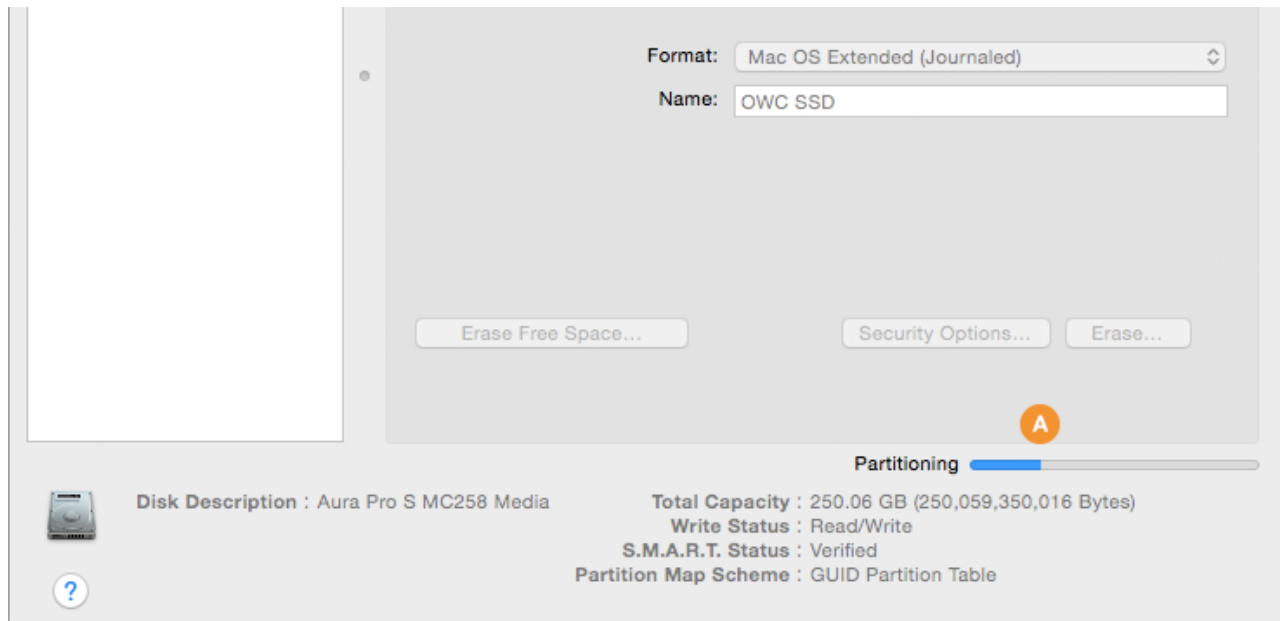 Format: Mac OS Extended (Journaled)
Name: OWC SSD
Erase Free Space... Security Options... Erase...
A
Partitioning
Disk Description : Aura Pro S MC258 Media Total Capacity : 250.06 GB (250,059,350,016 Bytes)
Write Status : Read/Write
S.M.A.R.T. Status : Verified
Partition Map Scheme : GUID Partition Table
?